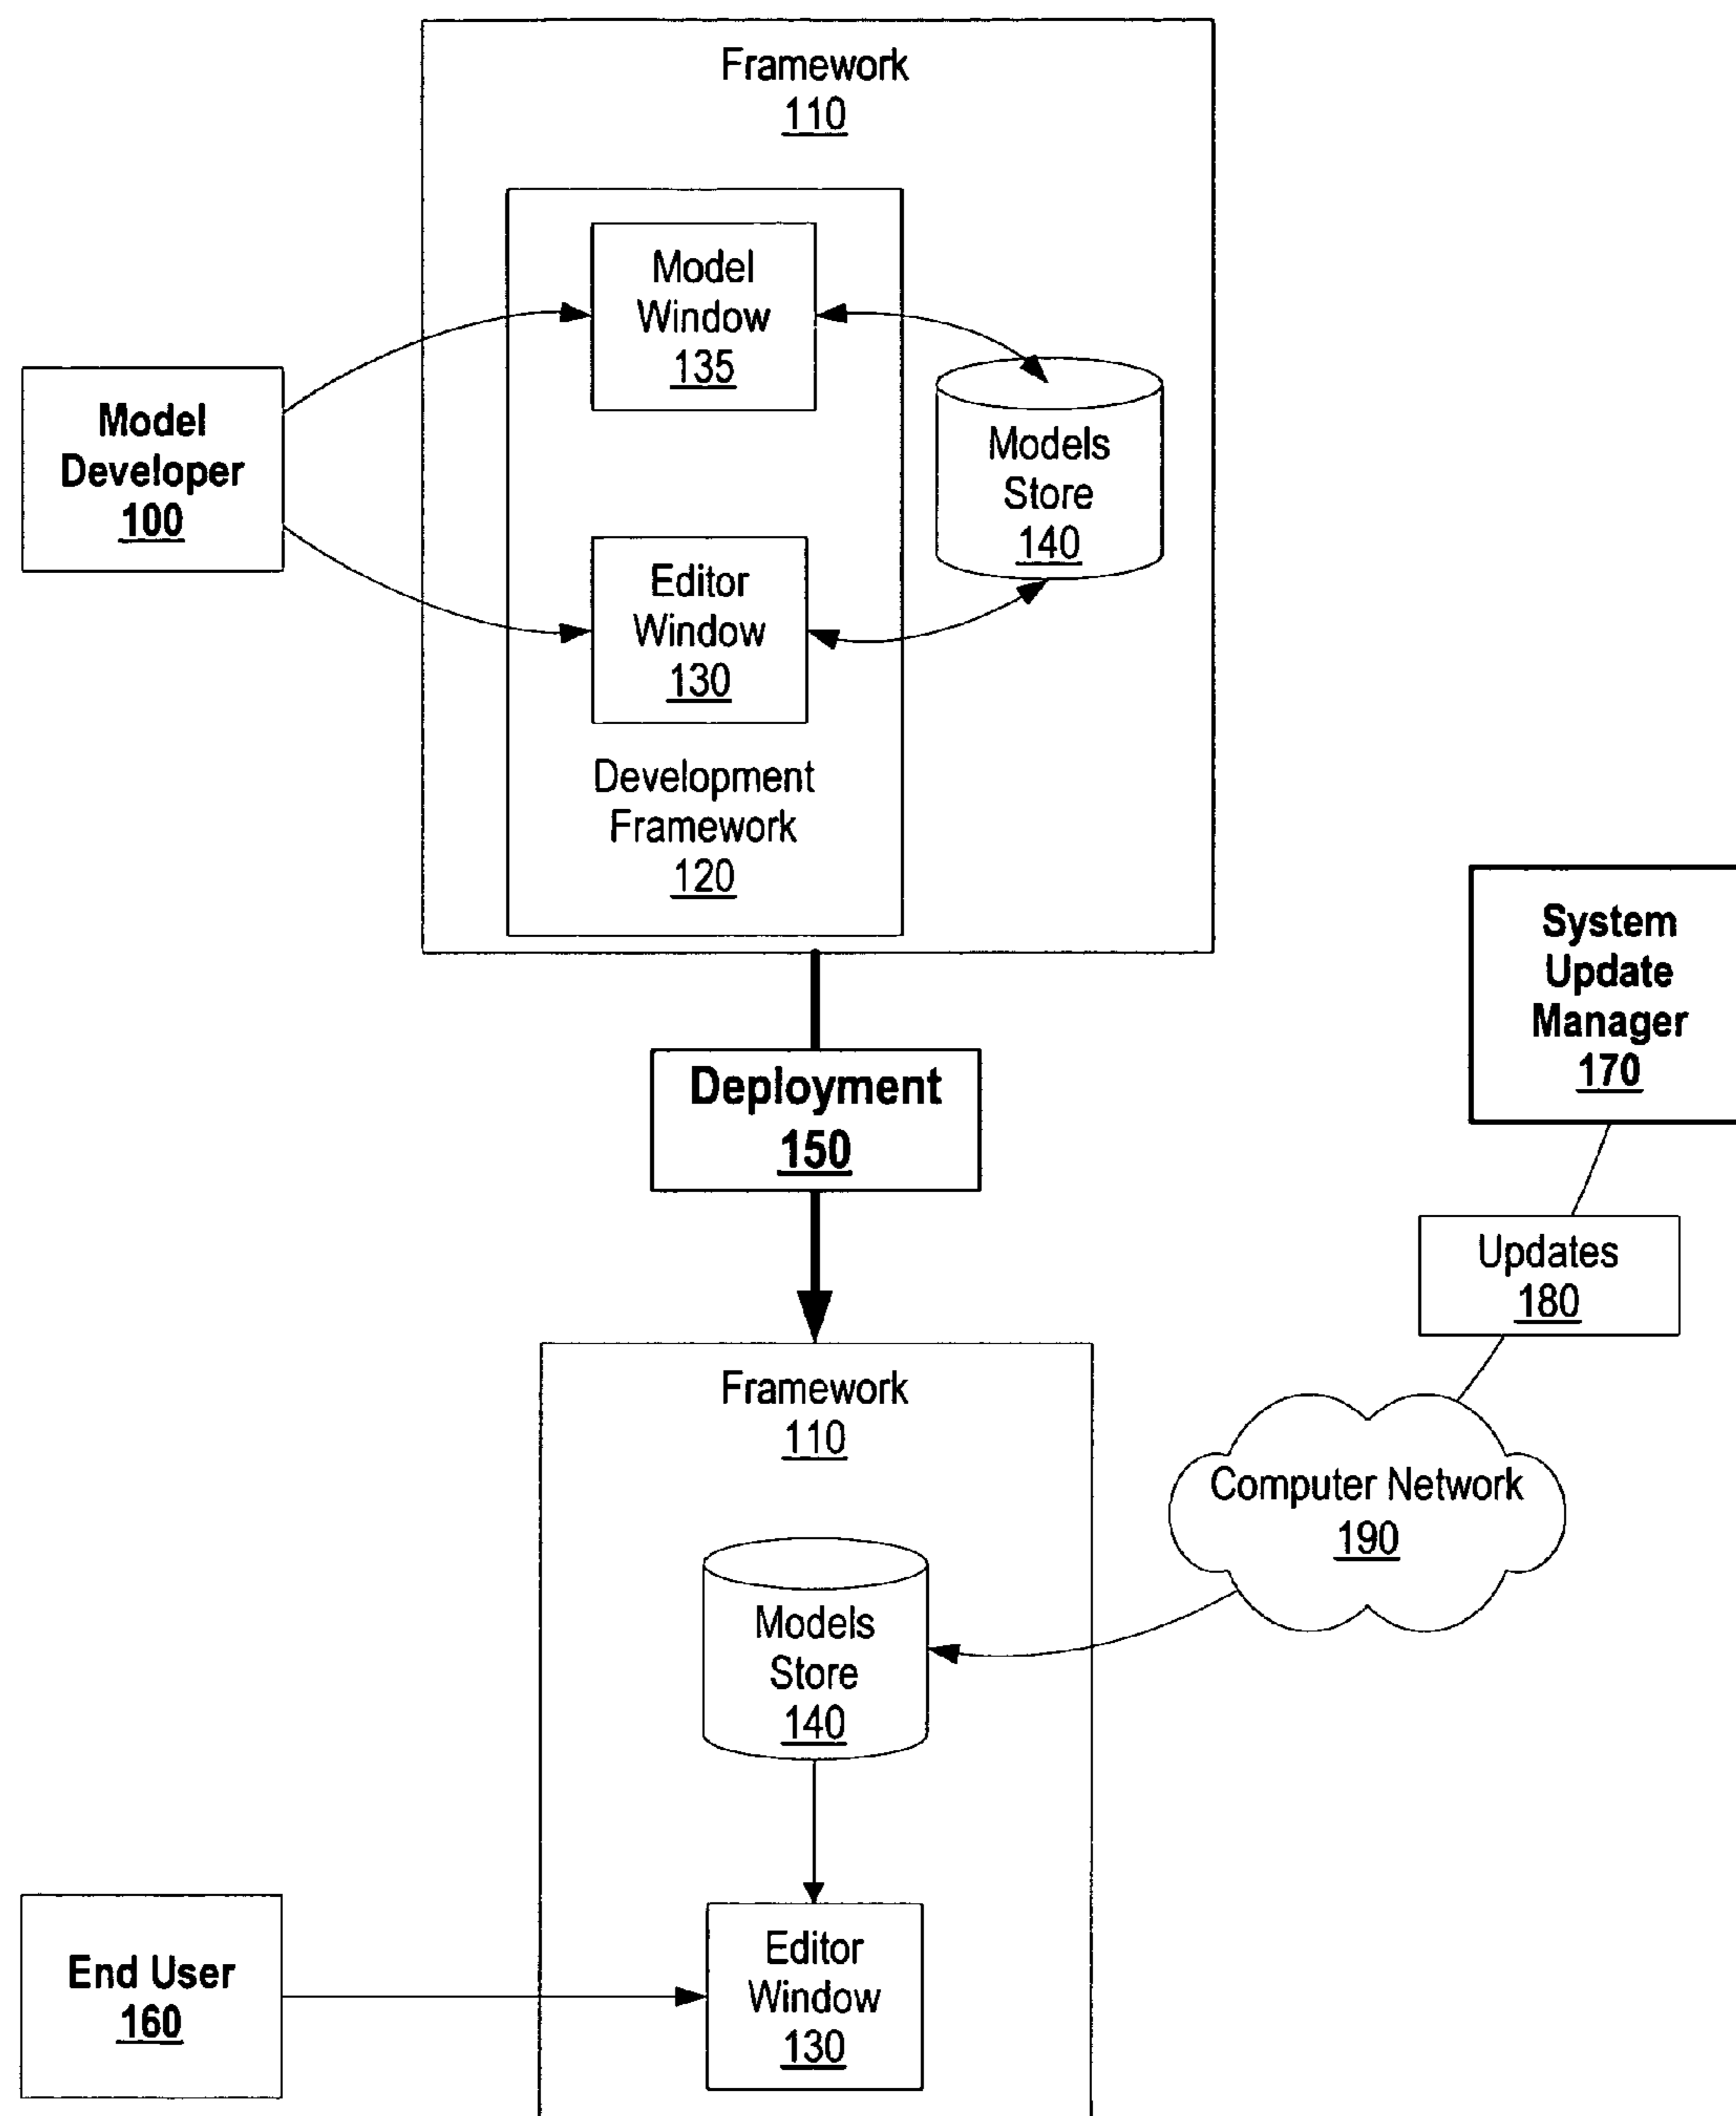 Framework
110
Model
Window
135
Model
Developer
100
Models
Store
140
Editor
Window
130
Development
Framework
120
System
Update
Manager
170
Deployment
150
Updates
180
Framework
110
Computer Network
190
Models
Store
140
End User
160
Editor
Window
130